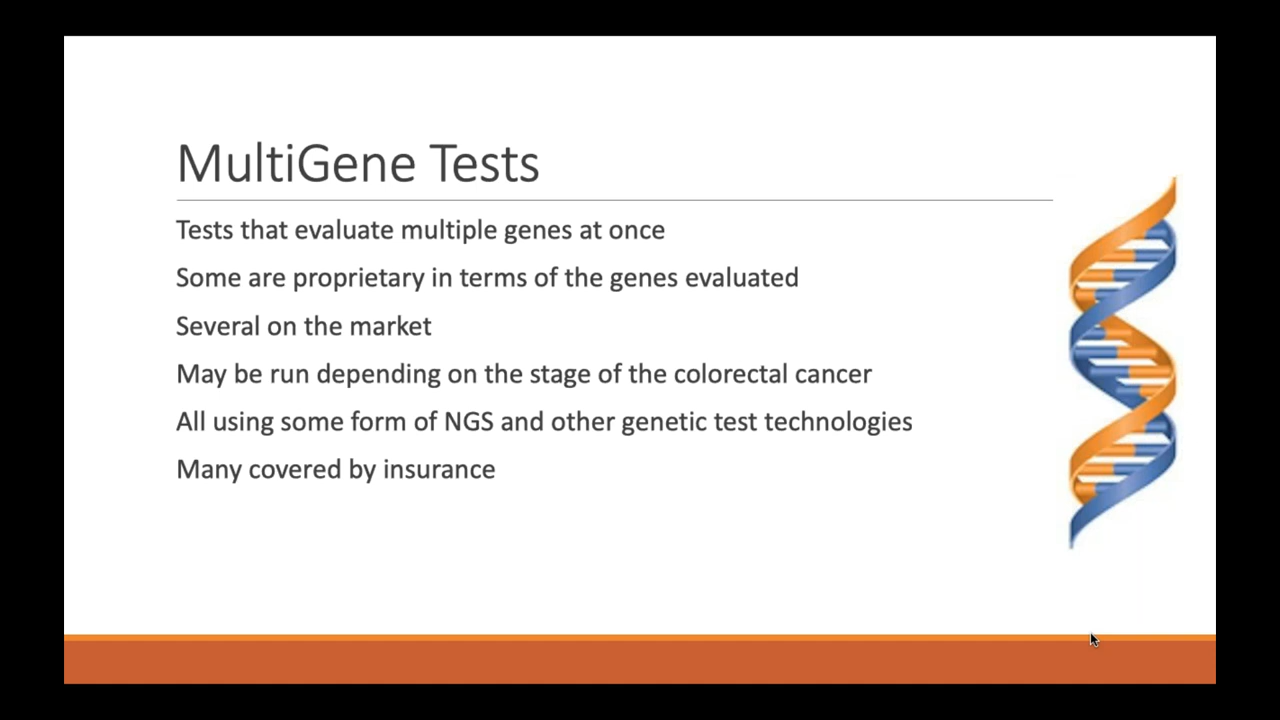 MultiGene Tests
Tests that evaluate multiple genes at once
Some are proprietary in terms of the genes evaluated
Several on the market
May be run depending on the stage of the colorectal cancer
All using some form of NGS and other genetic test technologies
Many covered by insurance